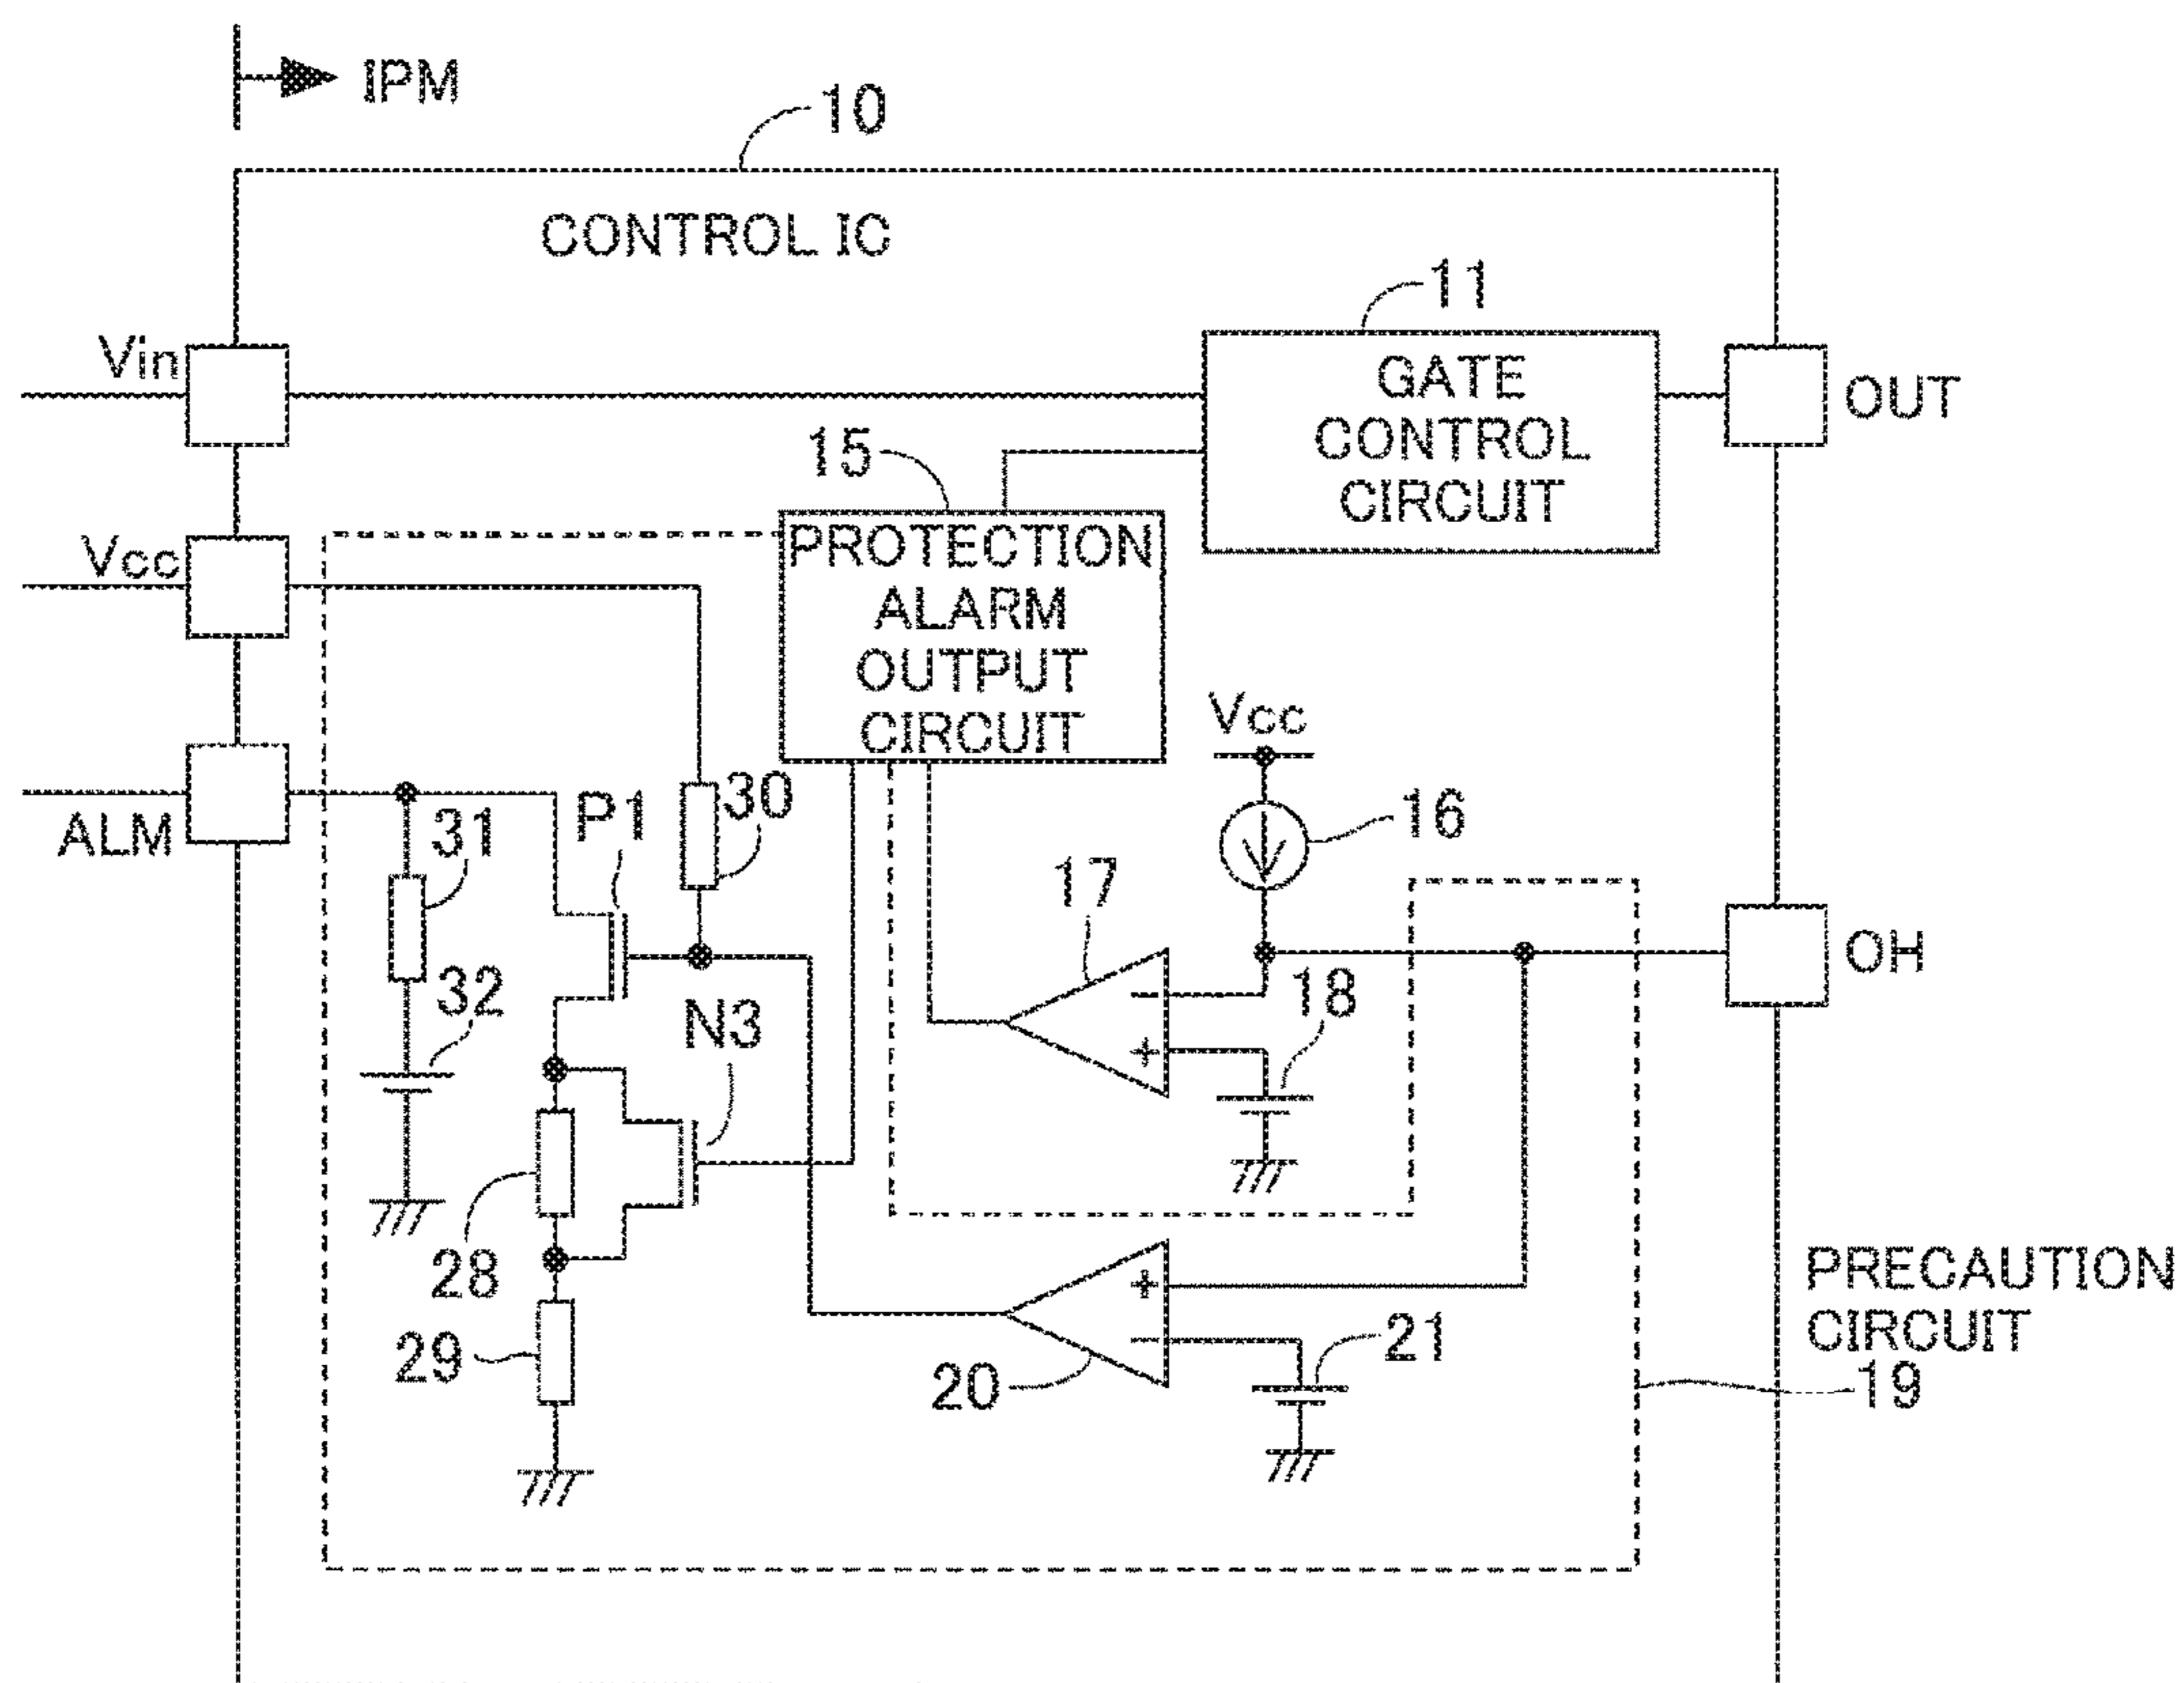 IPM
10
CONTROL IC
11
Vin
GATE
CONTROL
CIRCUIT
OUT
15
Vcc
PROTECTION
ALARM
OUTPUT
CIRCUIT
Vcc
ALM
31
P1
30
16
17
OH
32
N3
18
28
PRECAUTION
CIRCUIT
19
29
20
21
+
−
+
−